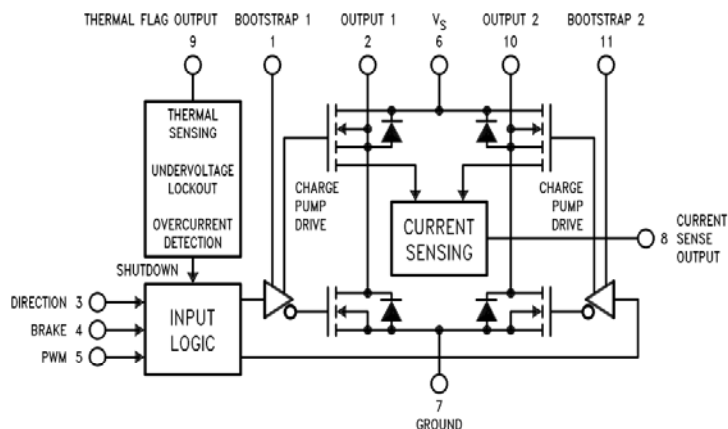 THERMAL FLAG OUTPUT
9
BOOTSTRAP 1
1
OUTPUT 1
2
VS
6
OUTPUT 2
10
BOOTSTRAP 2
11
THERMAL
SENSING
UNDERVOLTAGE
LOCKOUT
OVERCURRENT
DETECTION
CHARGE
PUMP
DRIVE
CURRENT
SENSING
CHARGE
PUMP
DRIVE
8 CURRENT
SENSE
OUTPUT
SHUTDOWN
DIRECTION 3
BRAKE 4
PWM 5
INPUT
LOGIC
7
GROUND